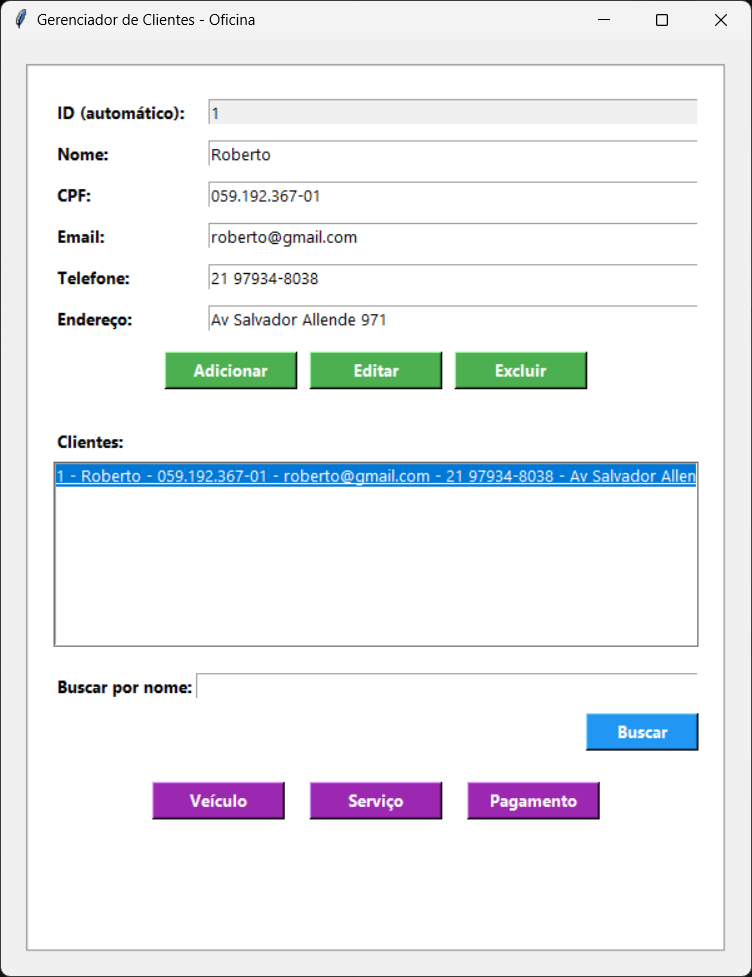 Gerenciador de Clientes - Oficina
ID (automático): 1
Nome: Roberto
CPF: 059.192.367-01
Email: roberto@gmail.com
Telefone: 21 97934-8038
Endereço: Av Salvador Allende 971
Adicionar Editar Excluir
Clientes:
1 - Roberto - 059.192.367-01 - roberto@gmail.com - 21 97934-8038 - Av Salvador Allen
Buscar por nome:
Buscar
Veículo Serviço Pagamento